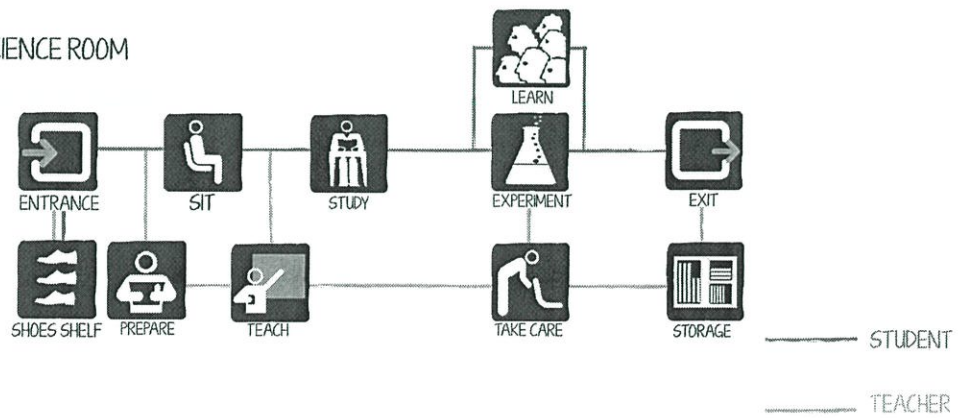 IENCE ROOM
LEARN
ENTRANCE
SIT
STUDY
EXPERIMENT
EXIT
SHOES SHELF
PREPARE
TEACH
TAKE CARE
STORAGE
STUDENT
TEACHER